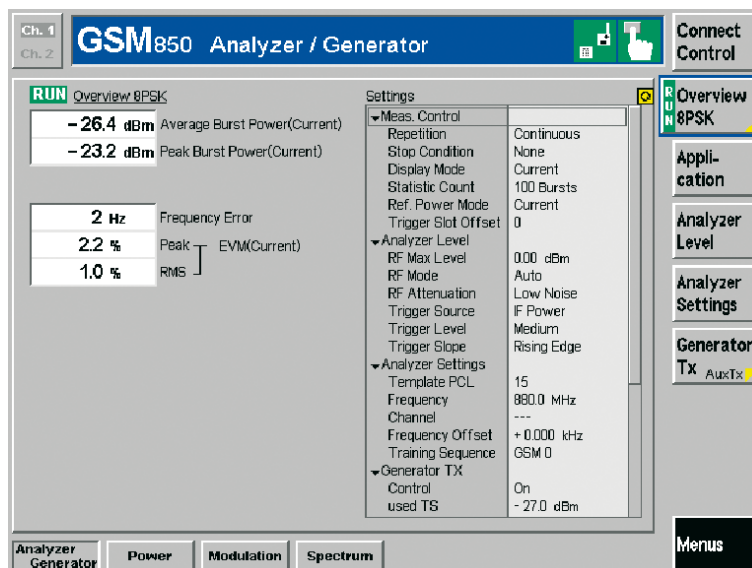 Ch. 1
Ch. 2
GSM850 Analyzer / Generator
Connect
Control
RUN Overview 8PSK
- 26.4 dBm Average Burst Power(Current)
- 23.2 dBm Peak Burst Power(Current)
2 Hz Frequency Error
2.2 % Peak EVM(Current)
1.0 % RMS
Settings
Meas. Control
Repetition Continuous
Stop Condition None
Display Mode Current
Statistic Count 100 Bursts
Ref. Power Mode Current
Trigger Slot Offset 0
Analyzer Level
RF Max Level 0.00 dBm
RF Mode Auto
RF Attenuation Low Noise
Trigger Source IF Power
Trigger Level Medium
Trigger Slope Rising Edge
Analyzer Settings
Template PCL 15
Frequency 880.0 MHz
Channel ---
Frequency Offset + 0.000 kHz
Training Sequence GSM 0
Generator TX
Control On
used TS - 27.0 dBm
RUN
Overview
8PSK
Appli-
cation
Analyzer
Level
Analyzer
Settings
Generator
Tx AuxTx
Menus
Analyzer
Generator
Power
Modulation
Spectrum